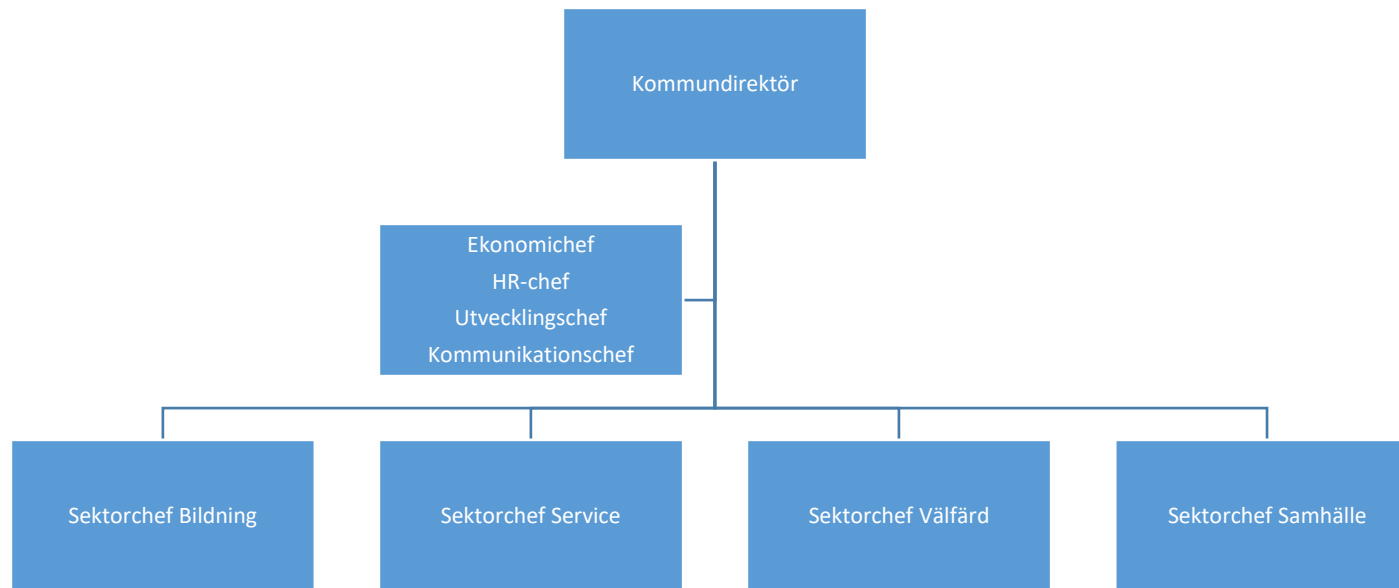 Kommundirektör
Ekonomichef
HR-chef
Utvecklingschef
Kommunikationschef
Sektorchef Bildning
Sektorchef Service
Sektorchef Välfärd
Sektorchef Samhälle